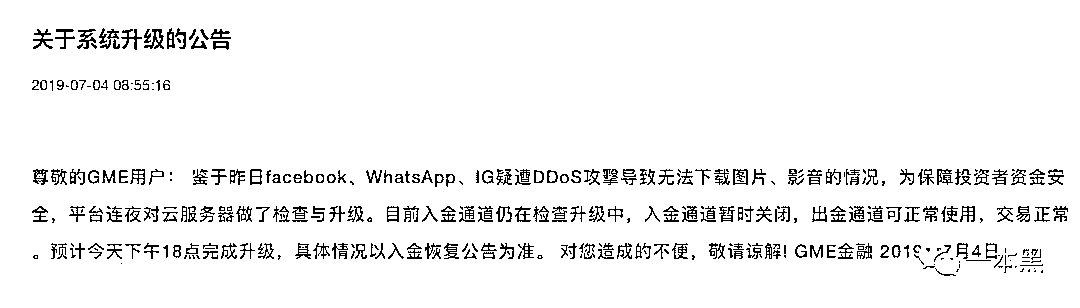 关于系统升级的公告
2019-07-04 08:55:16
尊敬的GME用户： 鉴于昨日facebook、WhatsApp、IG疑遭DDoS攻擊导致无法下载图片、影音的情况，为保障投资者资金安
全，平台连夜对云服务器做了检查与升级。目前入金通道仍在检查升级中，入金通道暂时关闭，出金通道可正常使用，交易正常
。预计今天下午18点完成升级，具体情况以入金恢复公告为准。 对您造成的不便，敬请谅解! GME金融 2019 7月4日
一本黑